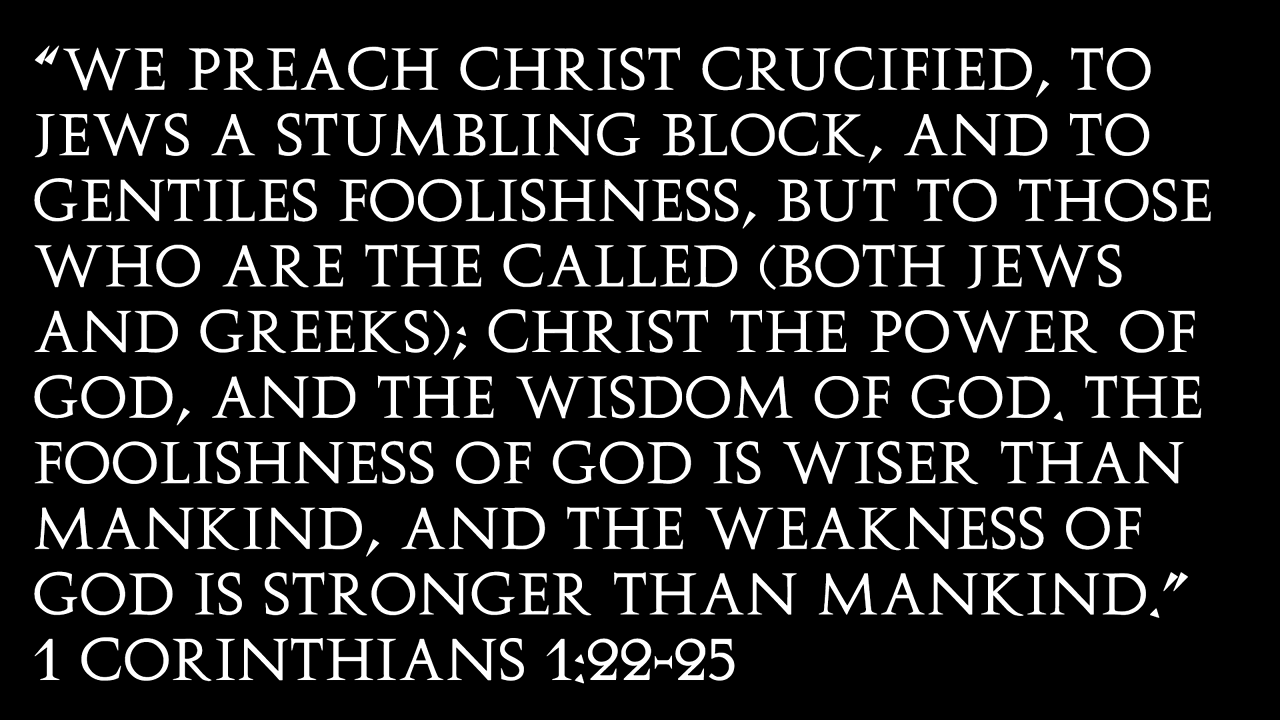 “WE PREACH CHRIST CRUCIFIED, TO
JEWS A STUMBLING BLOCK, AND TO
GENTILES FOOLISHNESS, BUT TO THOSE
WHO ARE THE CALLED (BOTH JEWS
AND GREEKS); CHRIST THE POWER OF
GOD, AND THE WISDOM OF GOD. THE
FOOLISHNESS OF GOD IS WISER THAN
MANKIND, AND THE WEAKNESS OF
GOD IS STRONGER THAN MANKIND.”
1 CORINTHIANS 1:22-25